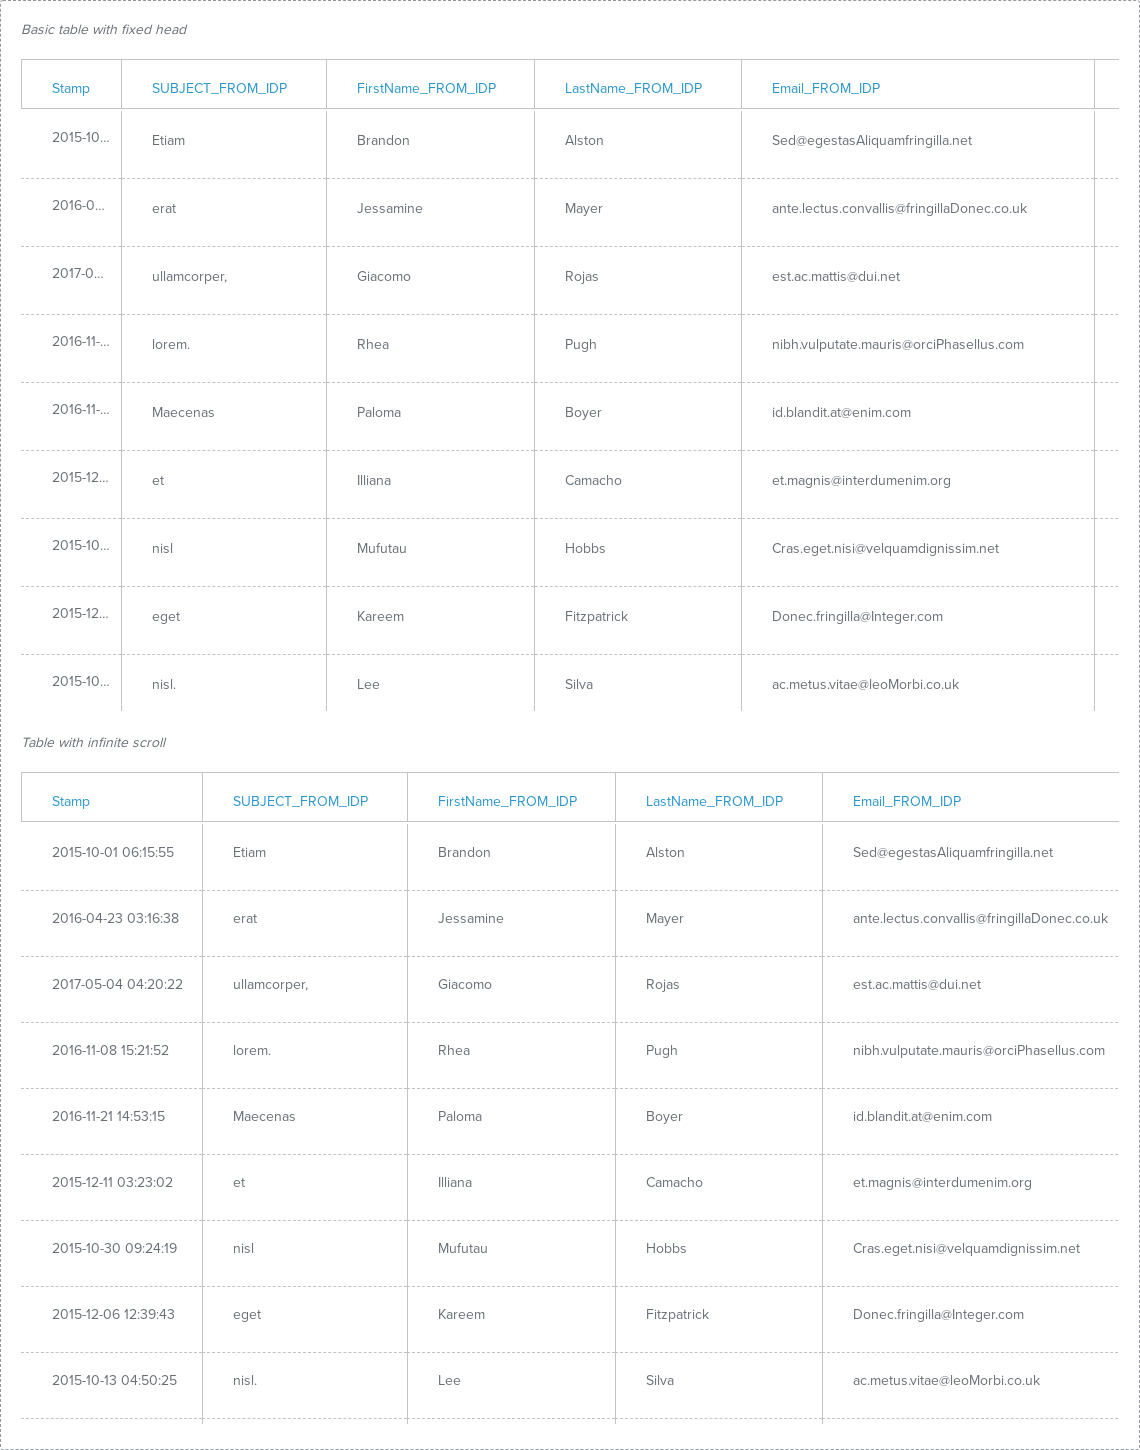 Basic table with fixed head
Stamp SUBJECT_FROM_IDP FirstName_FROM_IDP LastName_FROM_IDP Email_FROM_IDP
2015-10... Etiam Brandon Alston Sed@egestasAliquamfringilla.net
2016-0... erat Jessamine Mayer ante.lectus.convallis@fringillaDonec.co.uk
2017-0... ullamcorper, Giacomo Rojas est.ac.mattis@dui.net
2016-11-... lorem. Rhea Pugh nibh.vulputate.mauris@orciPhasellus.com
2016-11-... Maecenas Paloma Boyer id.blandit.at@enim.com
2015-12... et Illiana Camacho et.magnis@interdumenim.org
2015-10... nisl Mufutau Hobbs Cras.eget.nisi@velquamdignissim.net
2015-12... eget Kareem Fitzpatrick Donec.fringilla@Integer.com
2015-10... nisl. Lee Silva ac.metus.vitae@leoMorbi.co.uk
Table with infinite scroll
Stamp SUBJECT_FROM_IDP FirstName_FROM_IDP LastName_FROM_IDP Email_FROM_IDP
2015-10-01 06:15:55 Etiam Brandon Alston Sed@egestasAliquamfringilla.net
2016-04-23 03:16:38 erat Jessamine Mayer ante.lectus.convallis@fringillaDonec.co.uk
2017-05-04 04:20:22 ullamcorper, Giacomo Rojas est.ac.mattis@dui.net
2016-11-08 15:21:52 lorem. Rhea Pugh nibh.vulputate.mauris@orciPhasellus.com
2016-11-21 14:53:15 Maecenas Paloma Boyer id.blandit.at@enim.com
2015-12-11 03:23:02 et Illiana Camacho et.magnis@interdumenim.org
2015-10-30 09:24:19 nisl Mufutau Hobbs Cras.eget.nisi@velquamdignissim.net
2015-12-06 12:39:43 eget Kareem Fitzpatrick Donec.fringilla@Integer.com
2015-10-13 04:50:25 nisl. Lee Silva ac.metus.vitae@leoMorbi.co.uk